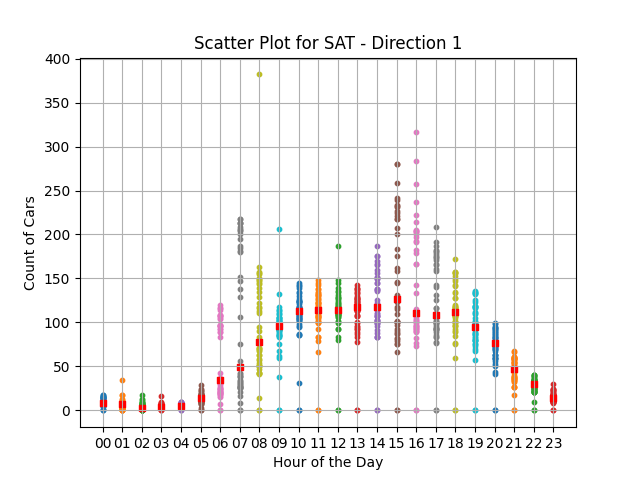 Scatter Plot for SAT - Direction 1
Count of Cars
400
350
300
250
200
150
100
50
0
00 01 02 03 04 05 06 07 08 09 10 11 12 13 14 15 16 17 18 19 20 21 22 23
Hour of the Day